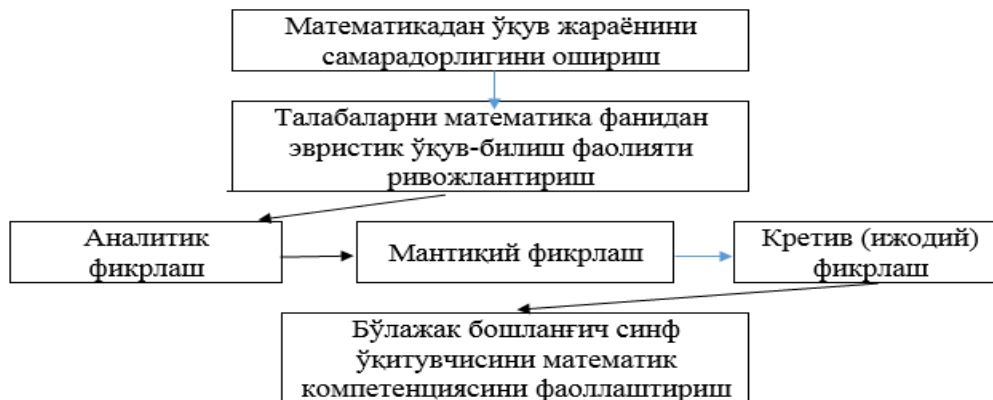 Математикадан ўқув жараёнини
самарадорлигини ошириш
Талабаларни математика фанидан
эвристик ўқув-билиш фаолияти
ривожлантириш
Аналитик
фикрлаш
Мантиқий фикрлаш
Кретив (ижодий)
фикрлаш
Бўлажак бошланғич синф
ўқитувчисини математик
компетенциясини фаоллаштириш